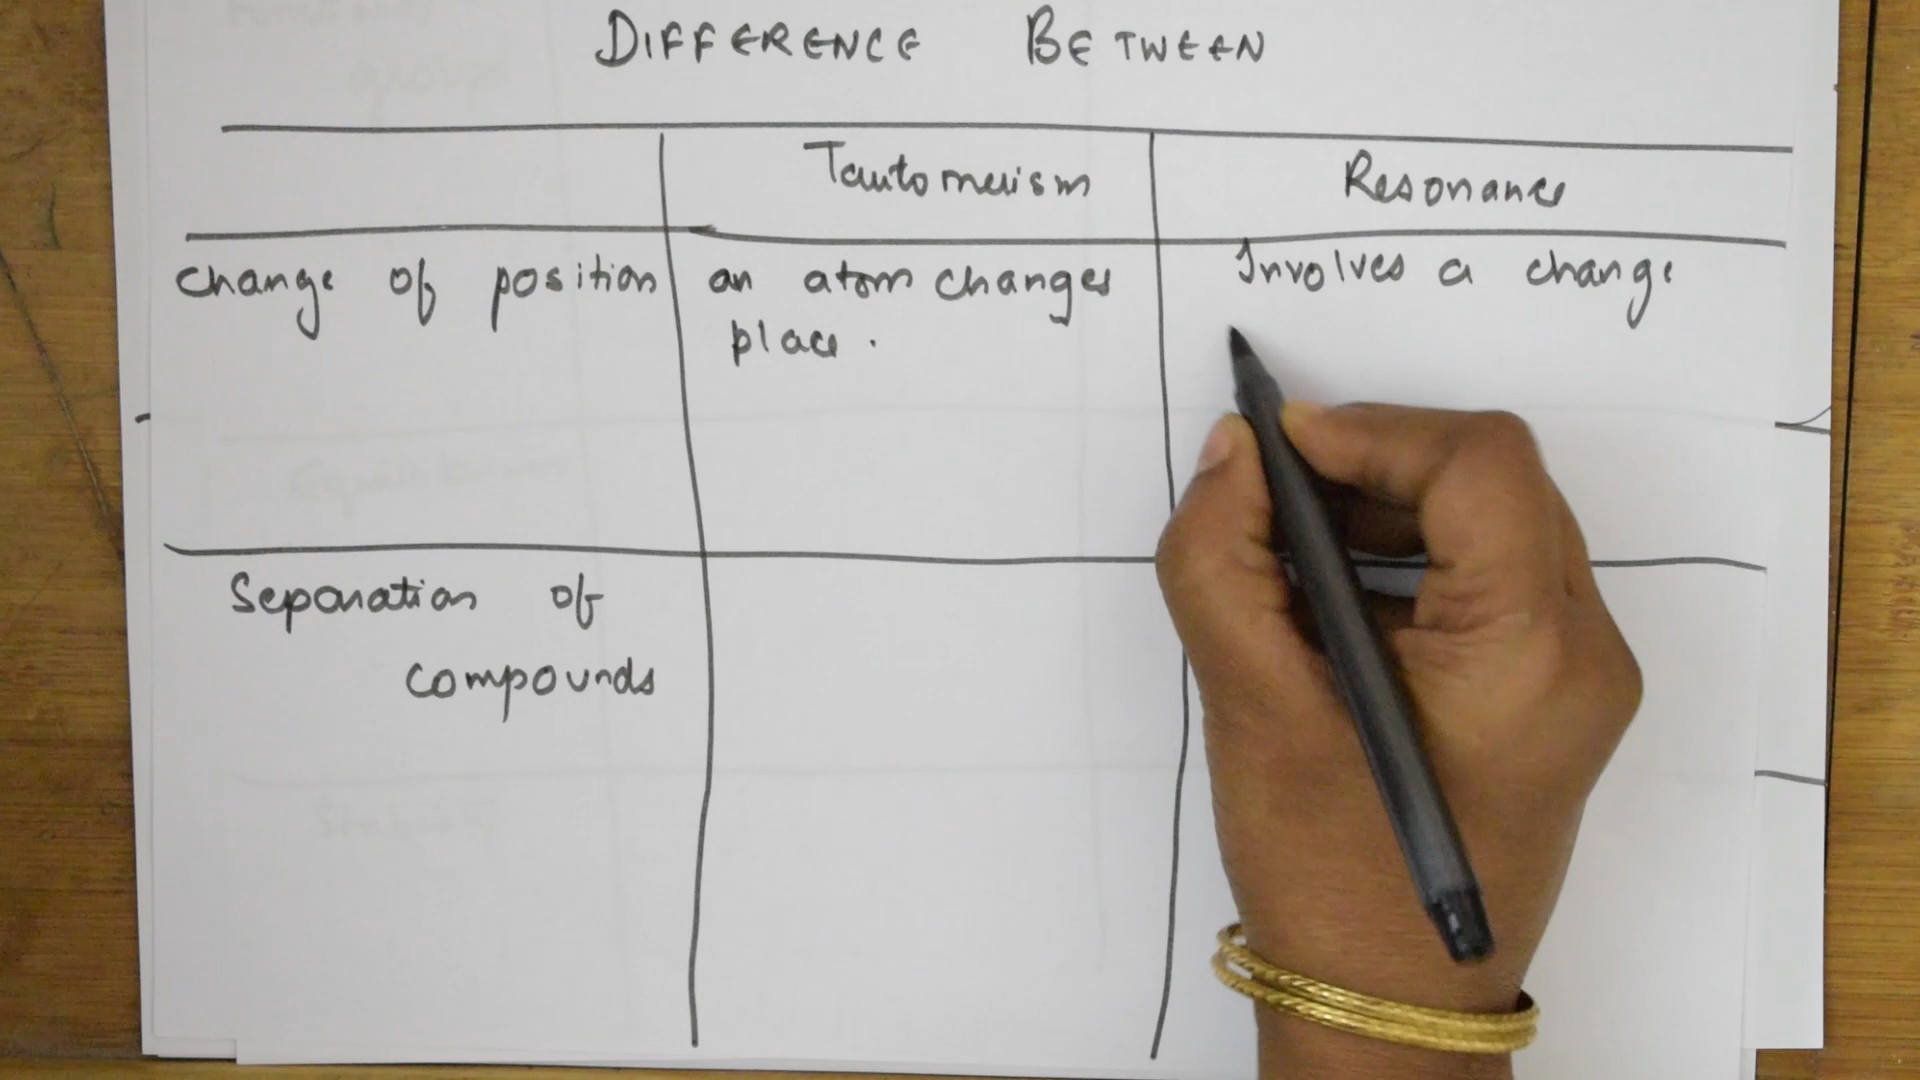 DIFFERENCE BETWEEN
Tautomerism
Resonance
change of position
an atom changes
place.
Involves a change
Separation of
compounds